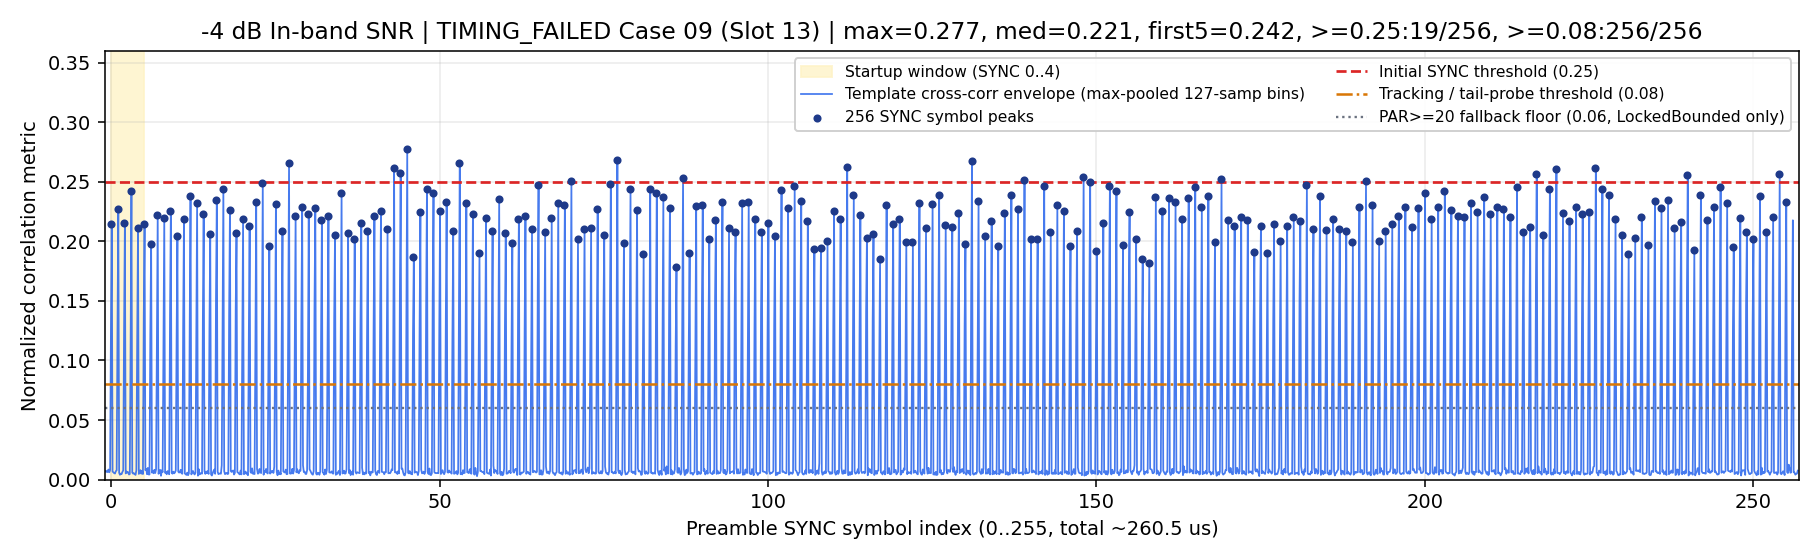 -4 dB In-band SNR | TIMING_FAILED Case 09 (Slot 13) | max=0.277, med=0.221, first5=0.242, >=0.25:19/256, >=0.08:256/256
Startup window (SYNC 0..4)
Template cross-corr envelope (max-pooled 127-samp bins)
256 SYNC symbol peaks
Initial SYNC threshold (0.25)
Tracking / tail-probe threshold (0.08)
PAR>=20 fallback floor (0.06, LockedBounded only)
Normalized correlation metric
0.35
0.30
0.25
0.20
0.15
0.10
0.05
0.00
0 50 100 150 200 250
Preamble SYNC symbol index (0..255, total ~260.5 us)